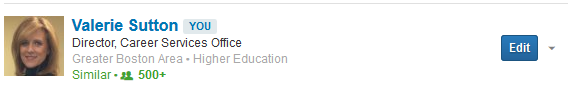 Valerie Sutton YOU
Director, Career Services Office
Greater Boston Area • Higher Education
Similar • 500+
Edit